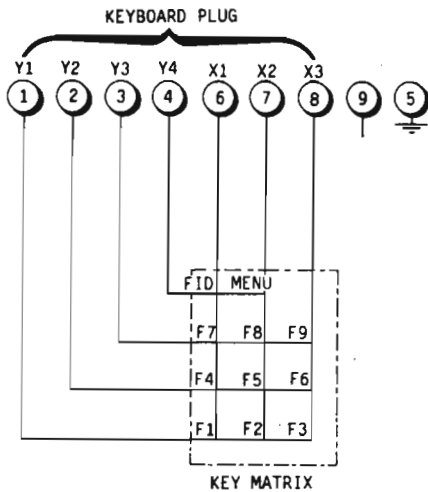 KEYBOARD PLUG
Y1 Y2 Y3 Y4 X1 X2 X3
1 2 3 4 6 7 8 9 5
FID MENU
F7 F8 F9
F4 F5 F6
F1 F2 F3
KEY MATRIX